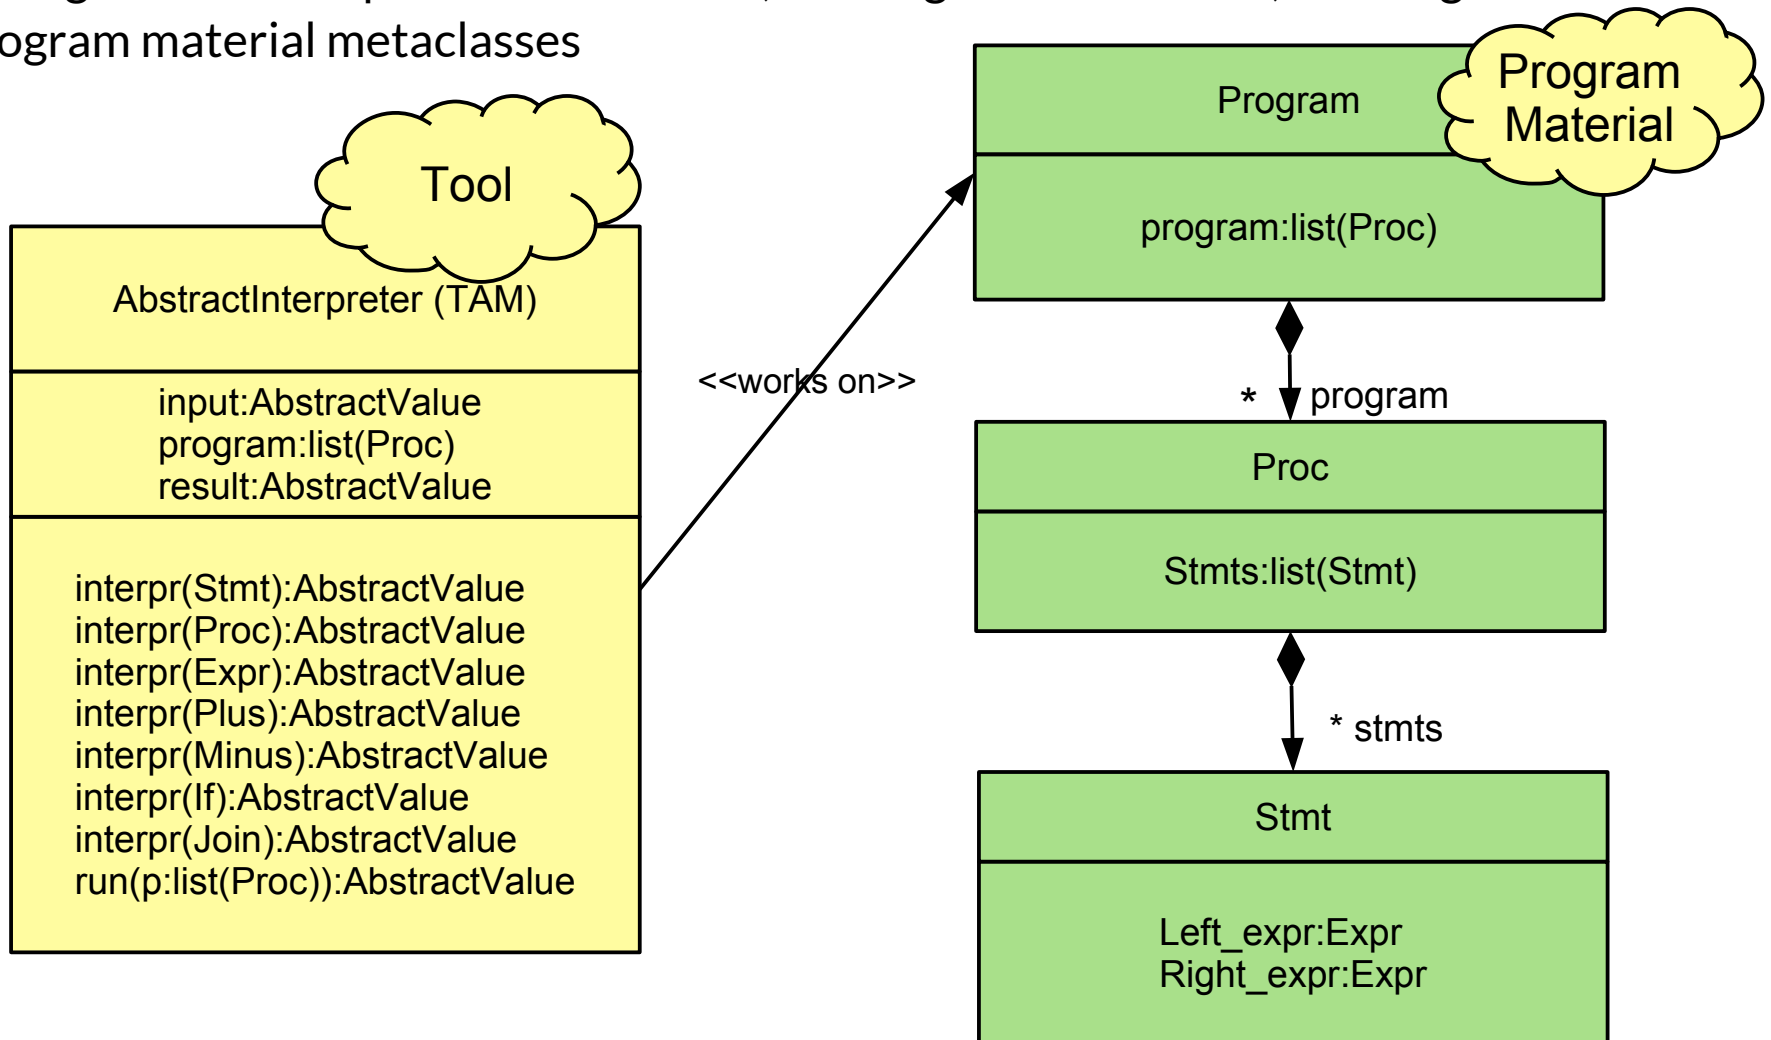 material metaclasses
Tool
AbstractInterpreter (TAM)
input:AbstractValue
program:list(Proc)
result:AbstractValue
interpr(Stmt):AbstractValue
interpr(Proc):AbstractValue
interpr(Expr):AbstractValue
interpr(Plus):AbstractValue
interpr(Minus):AbstractValue
interpr(If):AbstractValue
interpr(Join):AbstractValue
run(p:list(Proc)):AbstractValue
<<works on>>
Program
Material
Program
program:list(Proc)
* program
Proc
Stmts:list(Stmt)
* stmts
Stmt
Left_expr:Expr
Right_expr:Expr